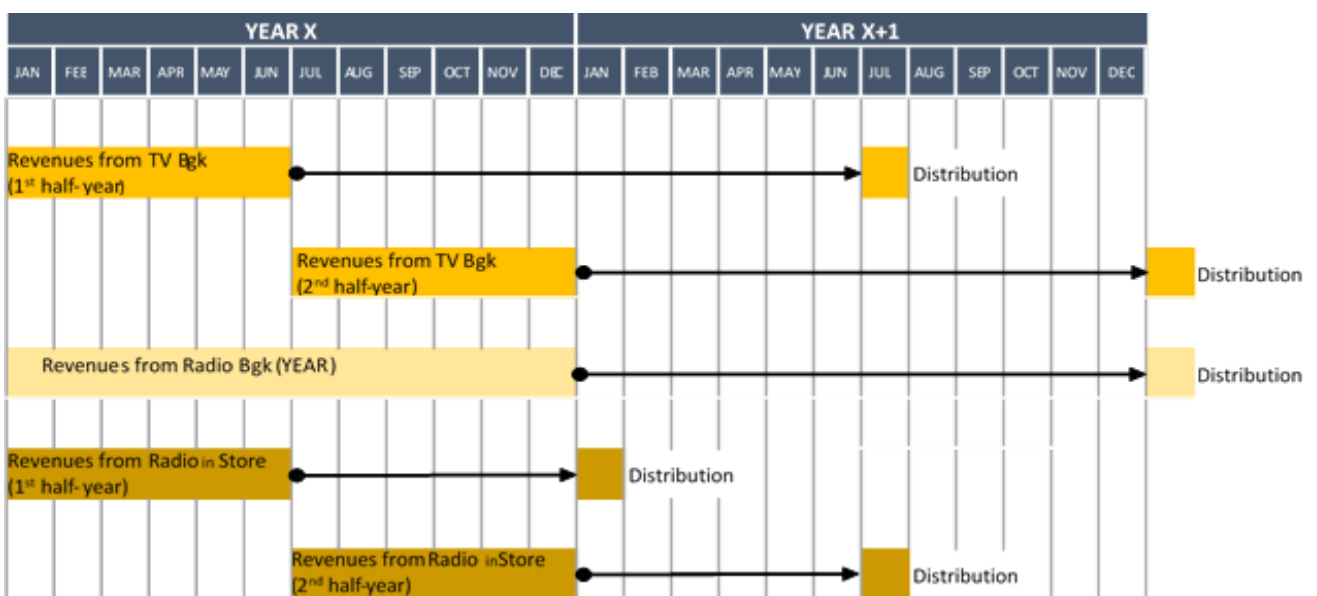 YEAR X YEAR X+1
JAN FEE MAR APR MAY JUN JUL AUG SEP OCT NOV DEC JAN FEB MAR APR MAY JUN JUL AUG SEP OCT NOV DEC
Revenues from TV Bgk
(1st half-year)
Distribution
Revenues from TV Bgk
(2nd half-year)
Distribution
Revenues from Radio Bgk (YEAR)
Distribution
Revenues from Radio in Store
(1st half-year)
Distribution
Revenues from Radio in Store
(2nd half-year)
Distribution